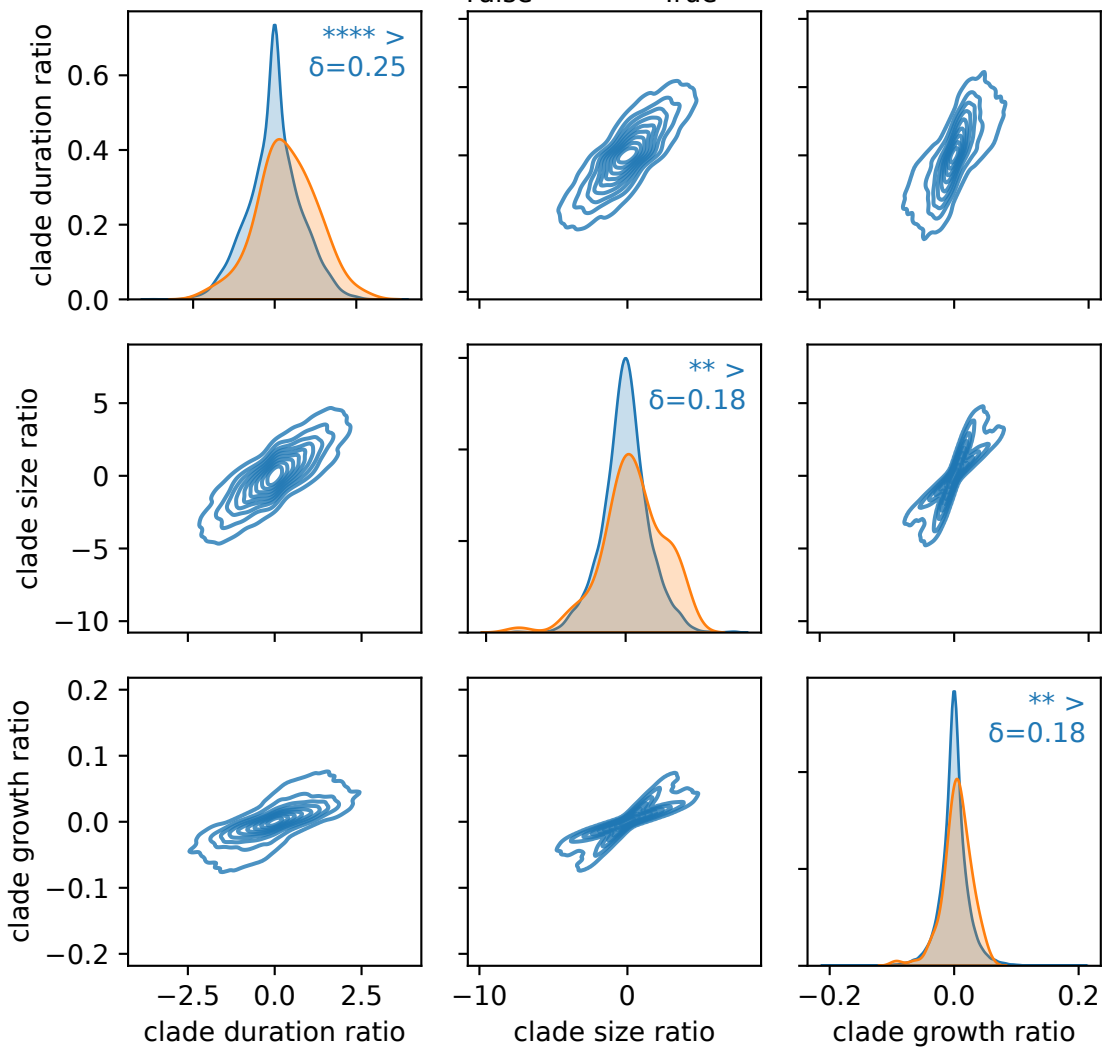 False True
clade duration ratio
0.6
0.4
0.2
0.0
**** >
δ=0.25
clade size ratio
5
0
−5
−10
** >
δ=0.18
clade growth ratio
0.2
0.1
0.0
−0.1
−0.2
** >
δ=0.18
−2.5 0.0 2.5 −10 0 −0.2 0.0 0.2
clade duration ratio clade size ratio clade growth ratio